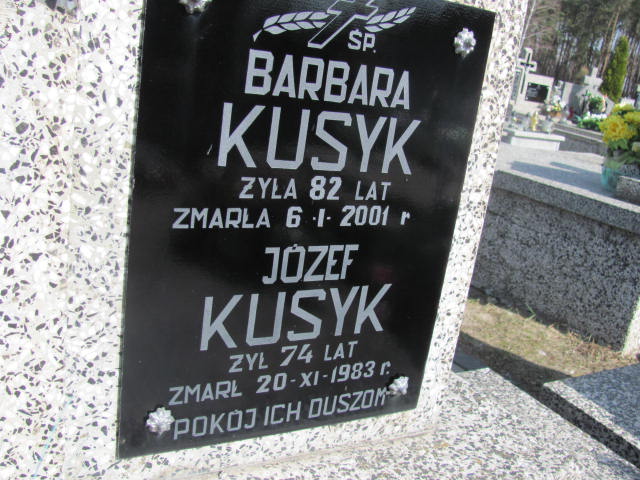 ŚP.
BARBARA
KUSYK
ŻYŁA 82 LAT
ZMARŁA 6-I-2001 r
JÓZEF
KUSYK
ŻYŁ 74 LAT
ZMARŁ 20-XI-1983 r.
POKÓJ ICH DUSZOM